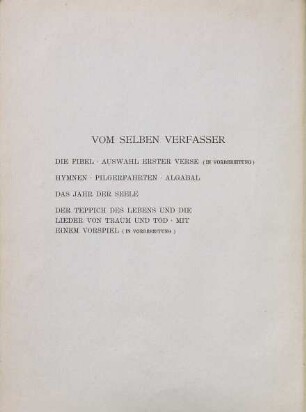 VOM SELBEN VERFASSER
DIE FIBEL · AUSWAHL ERSTER VERSE (IN VORBEREITUNG)
HYMNEN · PILGERFAHRTEN · ALGABAL
DAS JAHR DER SEELE
DER TEPPICH DES LEBENS UND DIE
LIEDER VON TRAUM UND TOD · MIT
EINEM VORSPIEL (IN VORBEREITUNG)